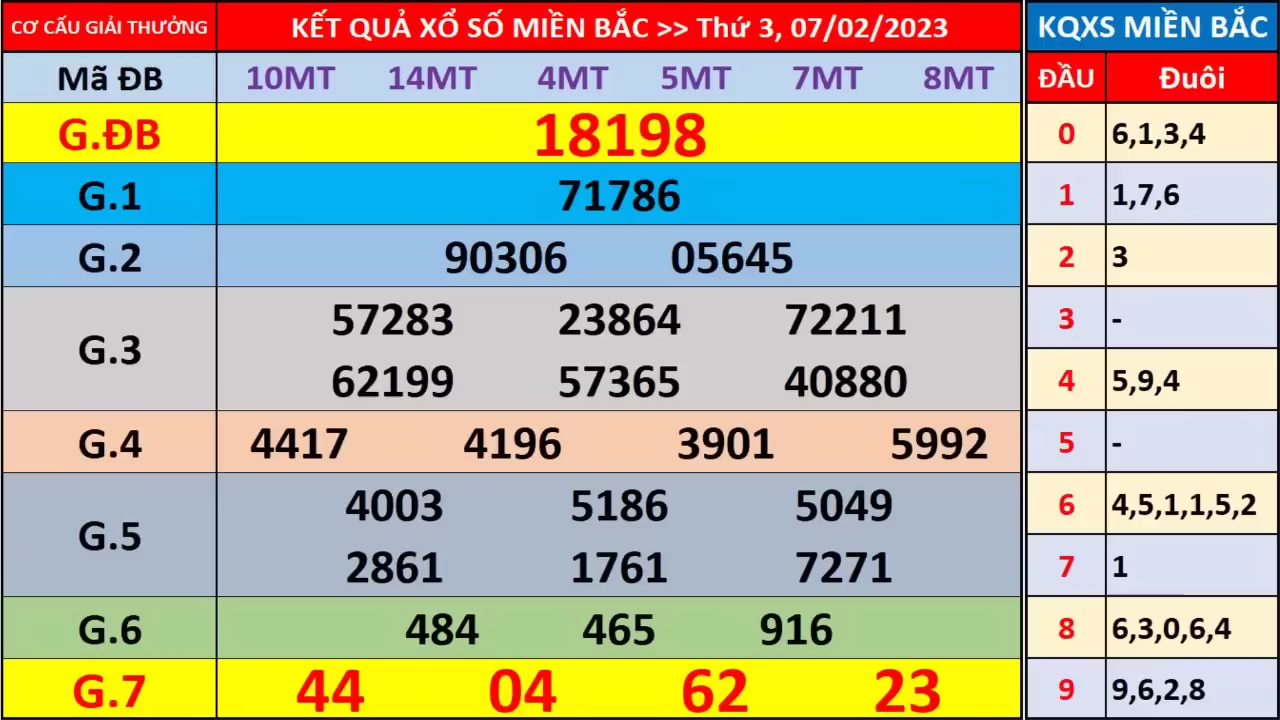 CƠ CẤU GIẢI THƯỞNG
KẾT QUẢ XỔ SỐ MIỀN BẮC >> Thứ 3, 07/02/2023
Mã ĐB 10MT 14MT 4MT 5MT 7MT 8MT
G.ĐB 18198
G.1 71786
G.2 90306 05645
G.3 57283 23864 72211
62199 57365 40880
G.4 4417 4196 3901 5992
G.5 4003 5186 5049
2861 1761 7271
G.6 484 465 916
G.7 44 04 62 23
KQXS MIỀN BẮC
ĐẦU Đuôi
0 6,1,3,4
1 1,7,6
2 3
3 -
4 5,9,4
5 -
6 4,5,1,1,5,2
7 1
8 6,3,0,6,4
9 9,6,2,8